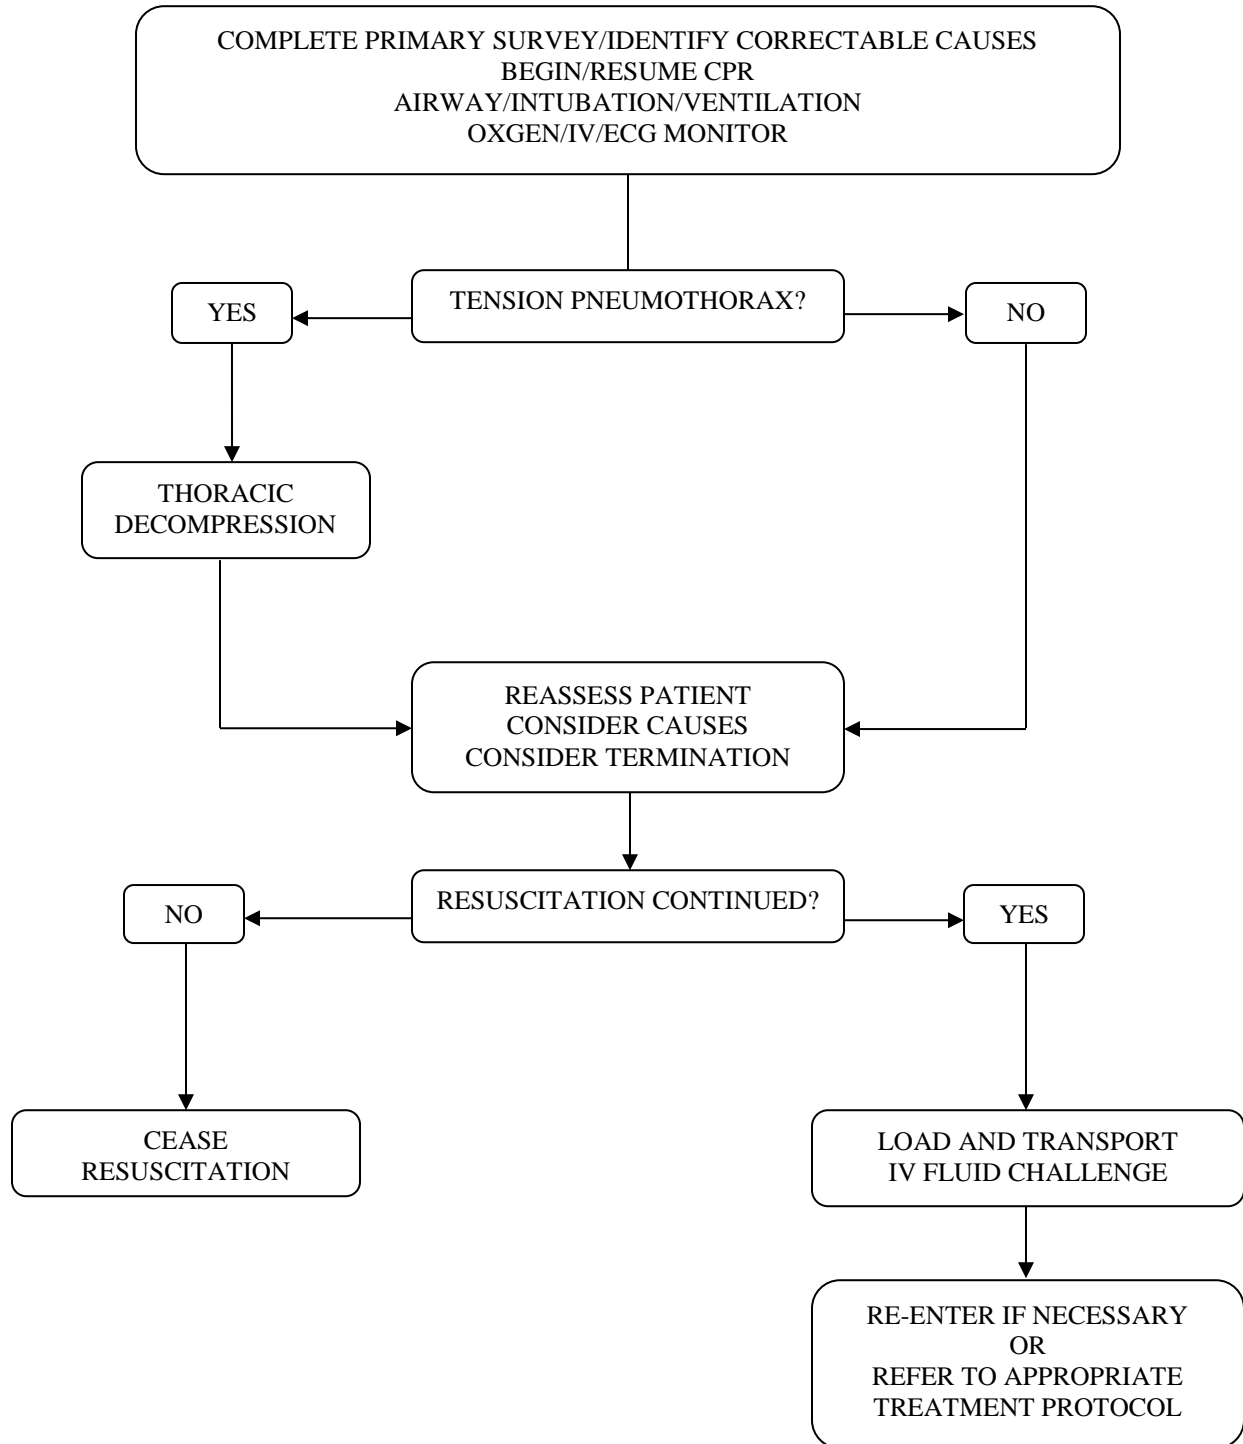 COMPLETE PRIMARY SURVEY/IDENTIFY CORRECTABLE CAUSES
BEGIN/RESUME CPR
AIRWAY/INTUBATION/VENTILATION
OXGEN/IV/ECG MONITOR
YES
TENSION PNEUMOTHORAX?
NO
THORACIC
DECOMPRESSION
REASSESS PATIENT
CONSIDER CAUSES
CONSIDER TERMINATION
NO
RESUSCITATION CONTINUED?
YES
CEASE
RESUSCITATION
LOAD AND TRANSPORT
IV FLUID CHALLENGE
RE-ENTER IF NECESSARY
OR
REFER TO APPROPRIATE
TREATMENT PROTOCOL